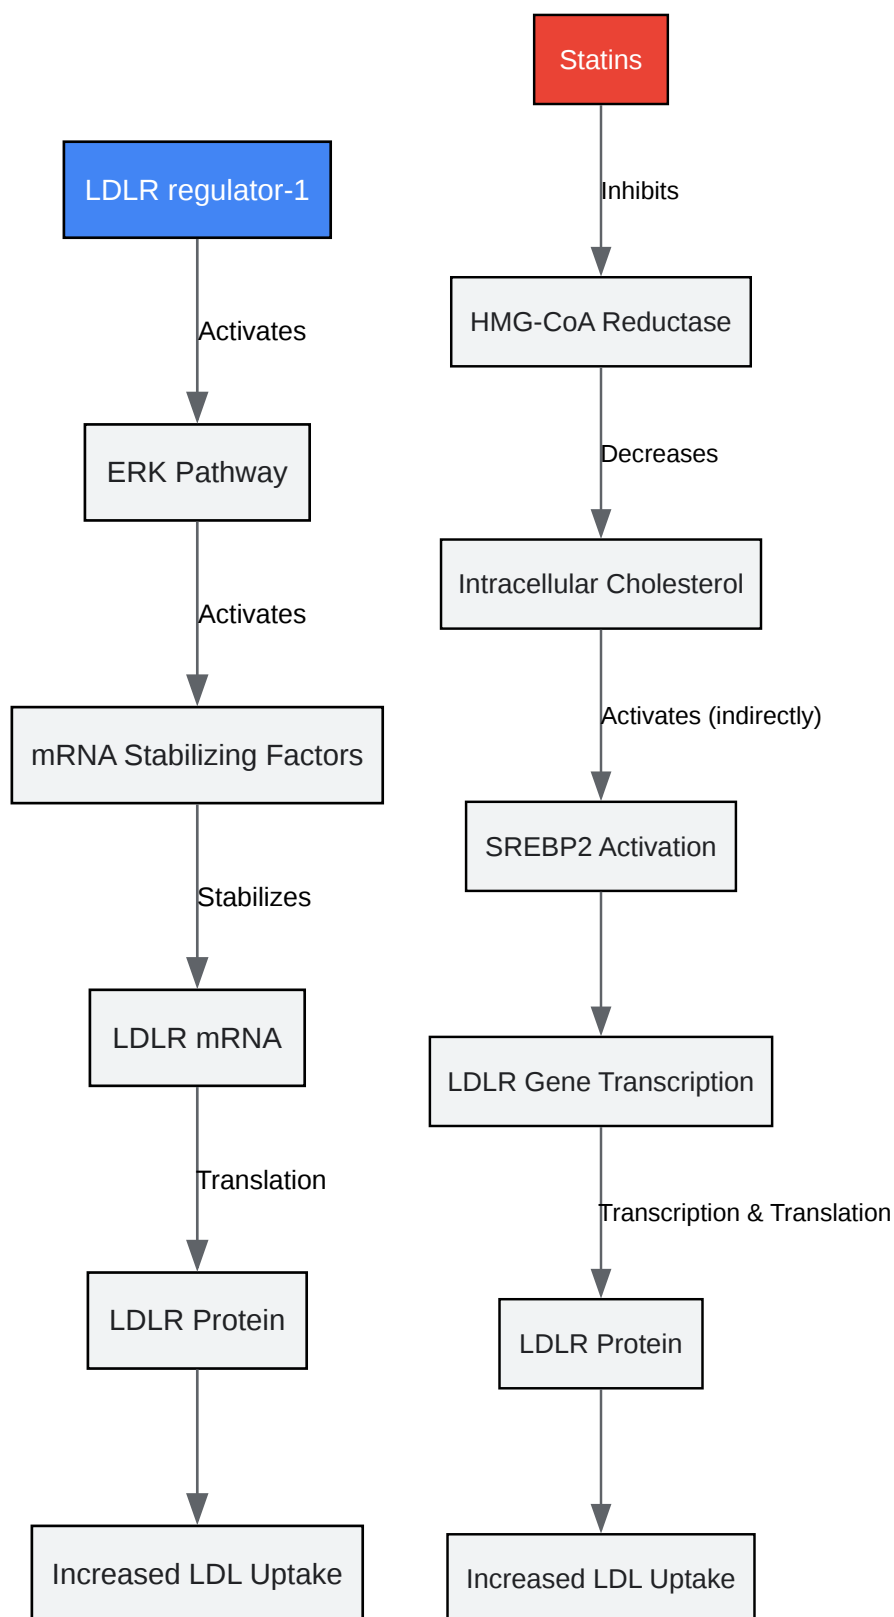 LDLR regulator-1
Activates
ERK Pathway
Activates
mRNA Stabilizing Factors
Stabilizes
LDLR mRNA
Translation
LDLR Protein
Increased LDL Uptake
Statins
Inhibits
HMG-CoA Reductase
Decreases
Intracellular Cholesterol
Activates (indirectly)
SREBP2 Activation
LDLR Gene Transcription
Transcription & Translation
LDLR Protein
Increased LDL Uptake